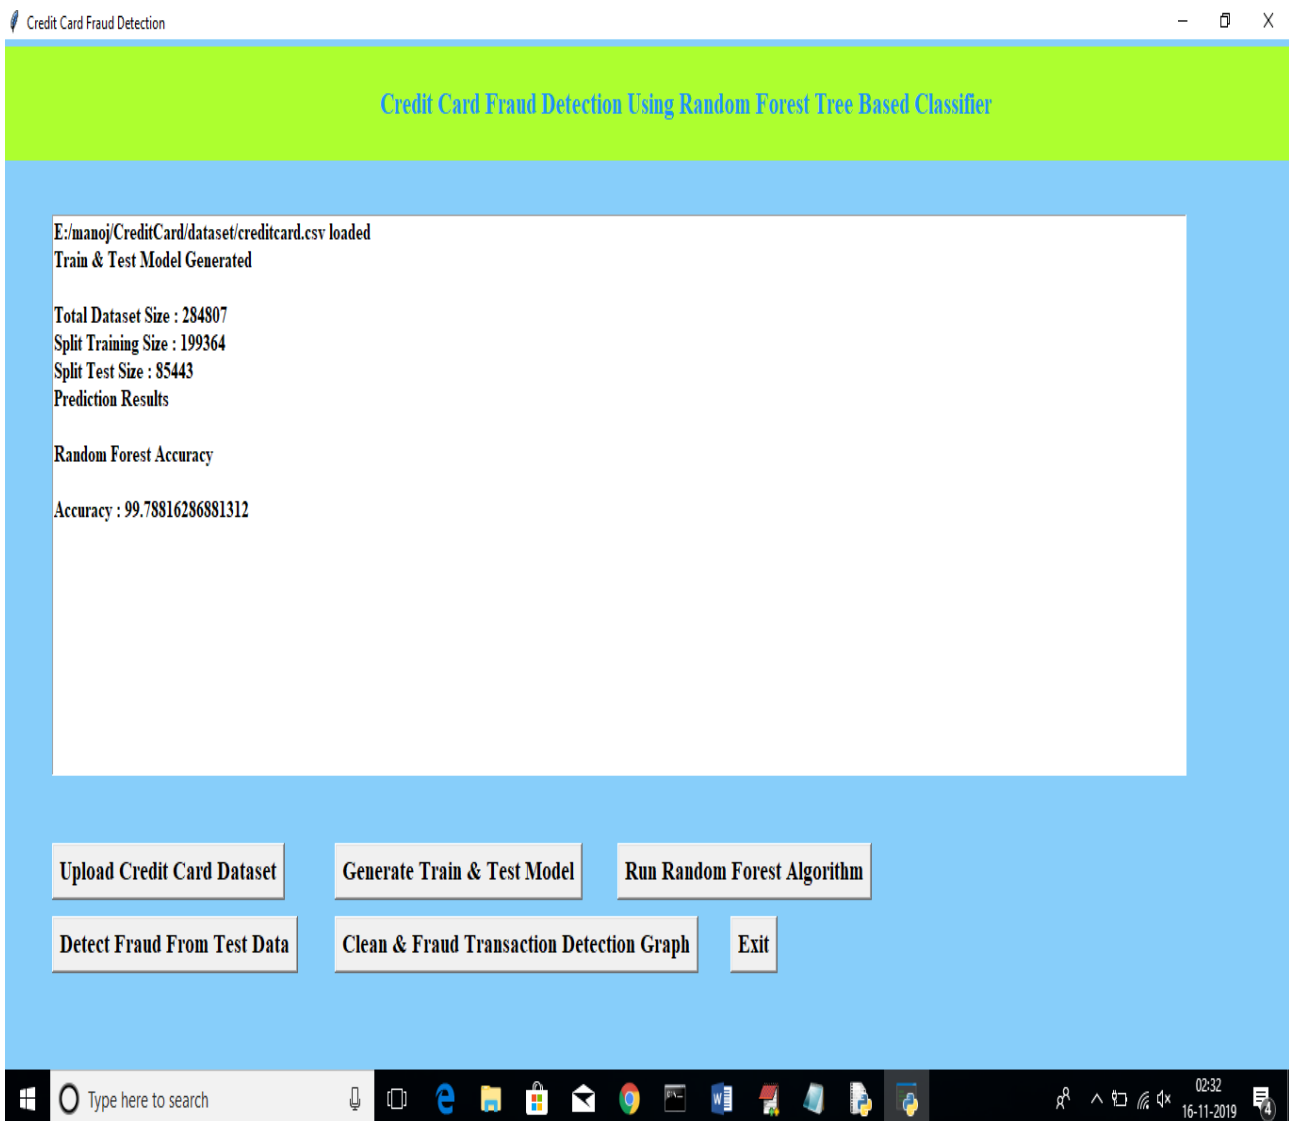 Credit Card Fraud Detection
Credit Card Fraud Detection Using Random Forest Tree Based Classifier
E:/manoj/CreditCard/dataset/creditcard.csv loaded
Train & Test Model Generated
Total Dataset Size : 284807
Split Training Size : 199364
Split Test Size : 85443
Prediction Results
Random Forest Accuracy
Accuracy : 99.78816286881312
Upload Credit Card Dataset
Generate Train & Test Model
Run Random Forest Algorithm
Detect Fraud From Test Data
Clean & Fraud Transaction Detection Graph
Exit
Type here to search
02:32
16-11-2019
4